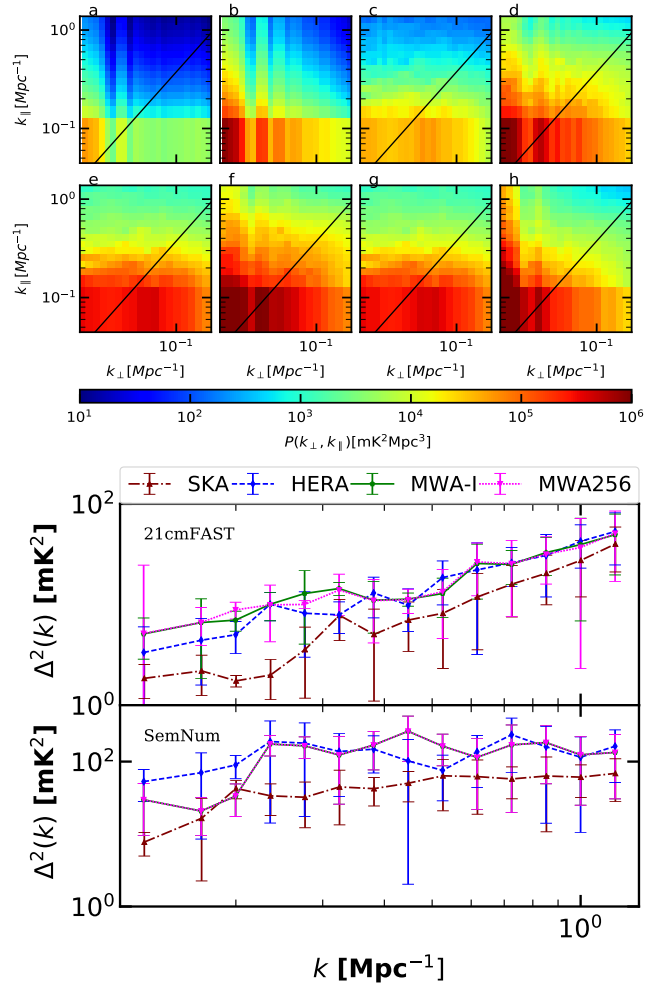 a b c d
10⁰
10⁻¹
k∥[Mpc⁻¹]
e f g h
10⁰
10⁻¹
k∥[Mpc⁻¹]
10⁻¹ 10⁻¹ 10⁻¹ 10⁻¹
k⊥[Mpc⁻¹] k⊥[Mpc⁻¹] k⊥[Mpc⁻¹] k⊥[Mpc⁻¹]
10¹ 10² 10³ 10⁴ 10⁵ 10⁶
P(k⊥, k∥)[mK²Mpc³]
SKA HERA MWA-I MWA256
10²
21cmFAST
Δ²(k) [mK²]
10⁰
SemNum
10²
Δ²(k) [mK²]
10⁰
10⁰
k [Mpc⁻¹]